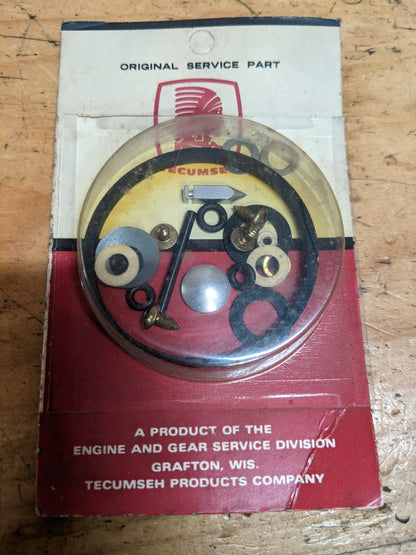 ORIGINAL SERVICE PART
TECUMSEH
A PRODUCT OF THE
ENGINE AND GEAR SERVICE DIVISION
GRAFTON, WIS.
TECUMSEH PRODUCTS COMPANY